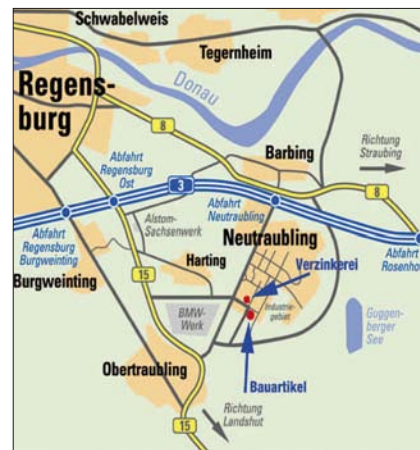 Schwabelweis
Tegernheim
Regens-
burg
Donau
8
Barbing
Richtung
Straubing
Abfahrt
Regensburg
Ost
3
8
Abfahrt
Neutraubling
Alstom-
Sachsenwerk
Abfahrt
Regensburg
Burgweinting
Neutraubling
Abfahrt
Rosenho
Harting
Verzinkerei
Burgweinting
15
BMW-
Werk
Industrie-
gebiet
Guggen-
berger
See
Obertraubling
Bauartikel
Richtung
Landshut
15